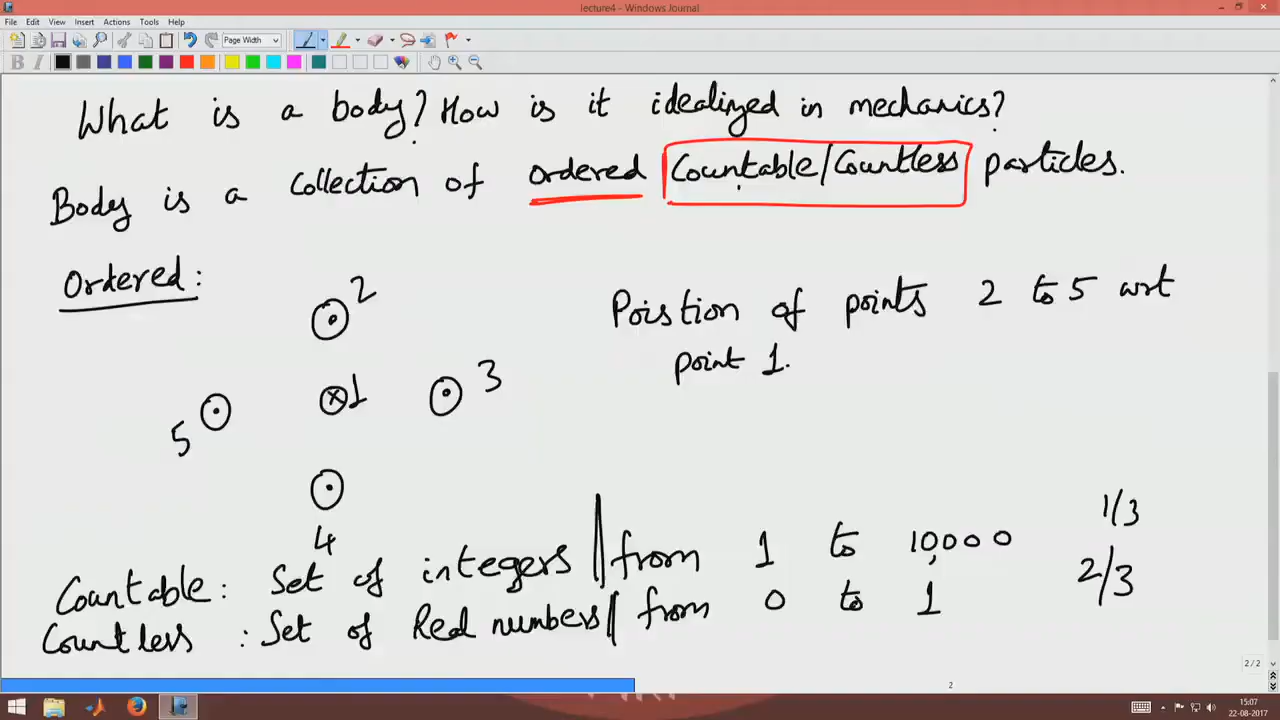 lecture4 - Windows Journal
File Edit View Insert Actions Tools Help
Page Width
B I
What is a body? How is it idealized in mechanics?
Body is a collection of ordered Countable/Countless particles.
Ordered:
2
Poistion of points 2 to 5 wrt
point 1.
1
3
5
4
1/3
Countable: Set of integers from 1 to 10,000
2/3
Countless : Set of Real numbers from 0 to 1
2/2
2
15:07
22-08-2017